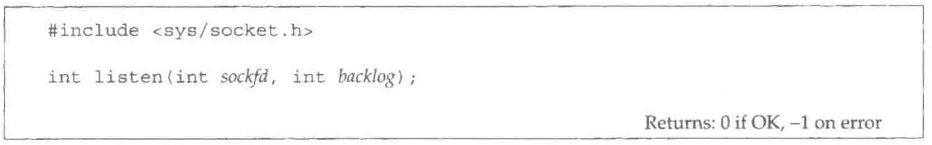 #include <sys/socket.h>
int listen(int sockfd, int backlog);
Returns: 0 if OK, –1 on error